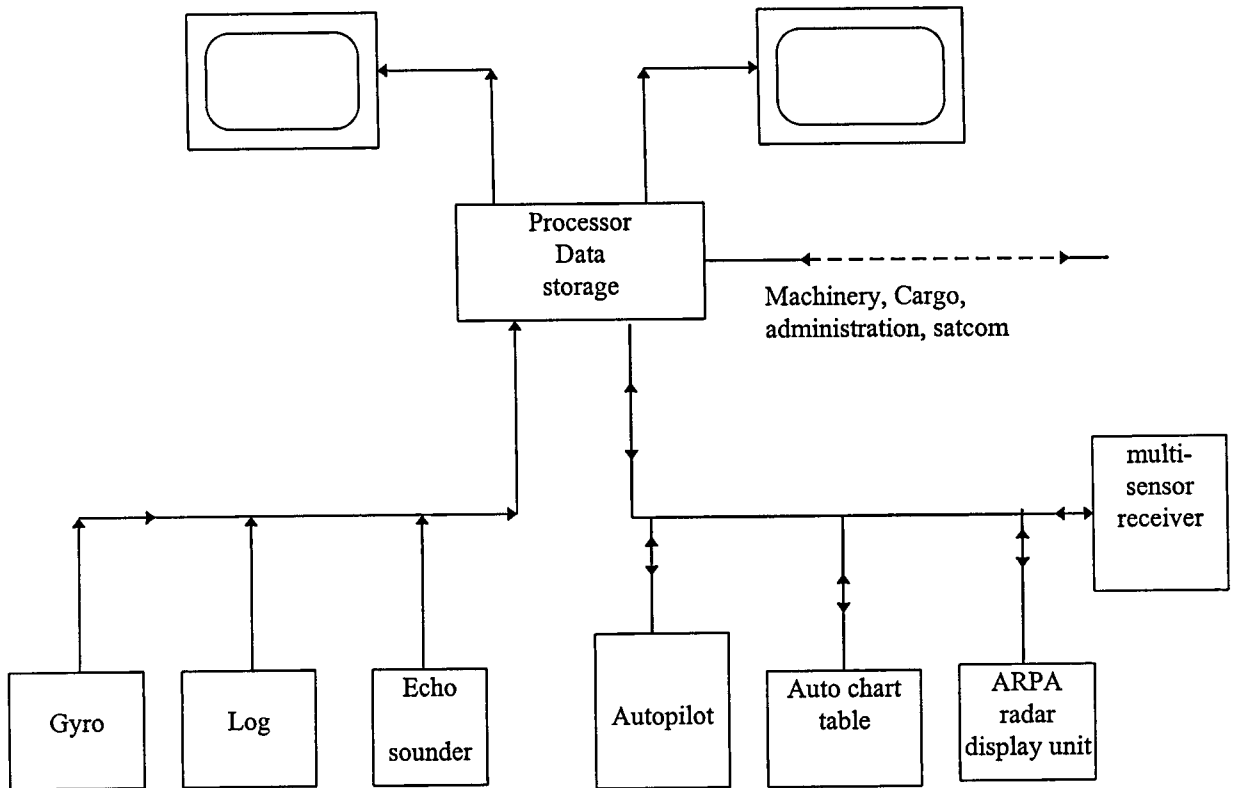 Processor
Data
storage
Machinery, Cargo,
administration, satcom
multi-
sensor
receiver
Gyro
Log
Echo
sounder
Autopilot
Auto chart
table
ARPA
radar
display unit